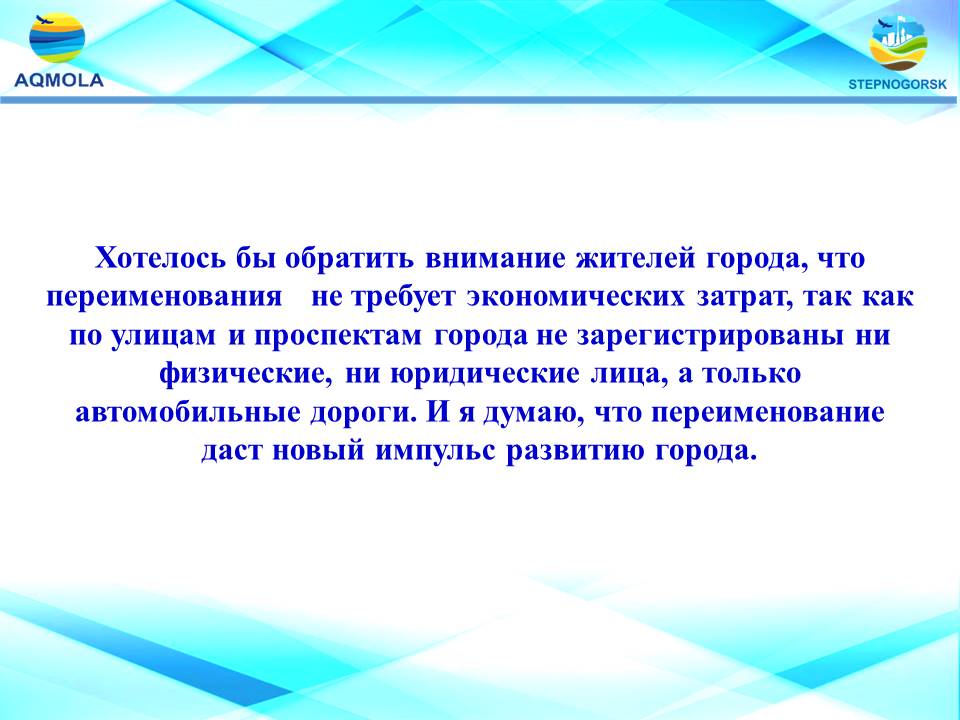 AQMOLA
STEPNOGORSK
Хотелось бы обратить внимание жителей города, что
переименования не требует экономических затрат, так как
по улицам и проспектам города не зарегистрированы ни
физические, ни юридические лица, а только
автомобильные дороги. И я думаю, что переименование
даст новый импульс развитию города.